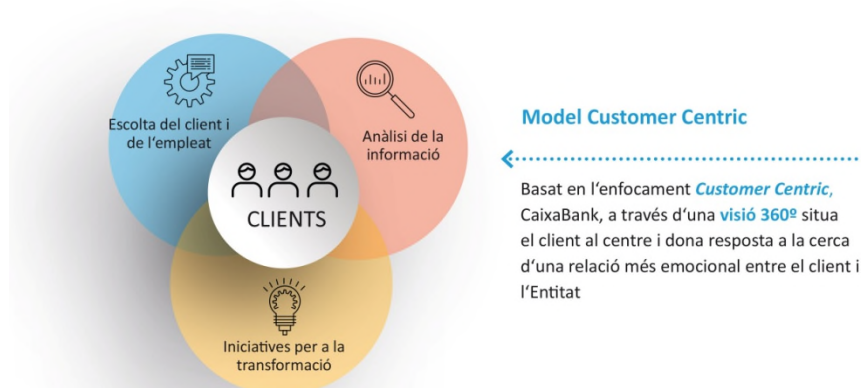 Escolta del client i
de l‘empleat
Anàlisi de la
informació
CLIENTS
Iniciatives per a la
transformació
Model Customer Centric
Basat en l‘enfocament Customer Centric,
CaixaBank, a través d‘una visió 360º situa
el client al centre i dona resposta a la cerca
d‘una relació més emocional entre el client i
l‘Entitat